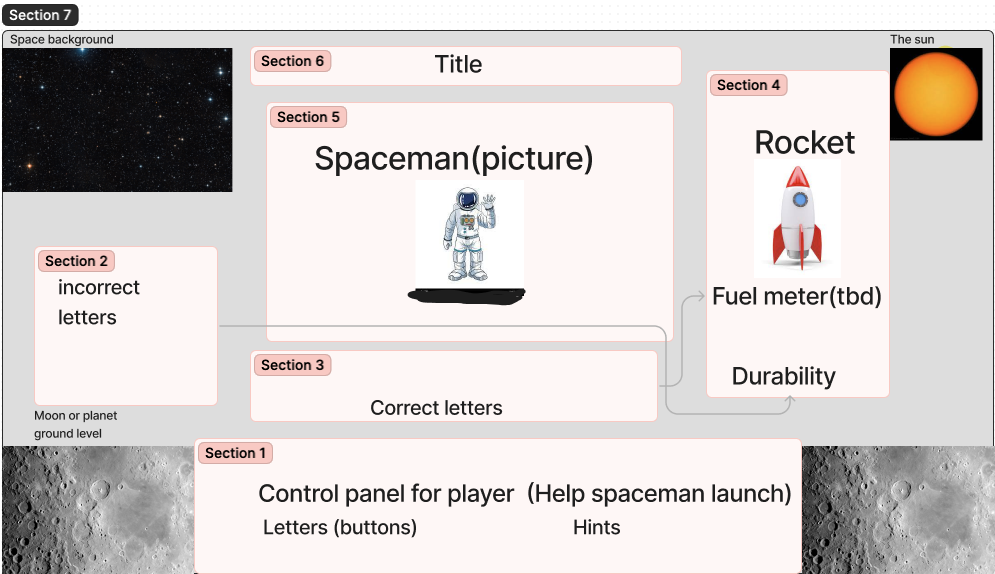 Section 7
Space background
The sun
Section 6
Title
Section 4
Section 5
Rocket
Spaceman(picture)
Section 2
incorrect
letters
Fuel meter(tbd)
Section 3
Durability
Correct letters
Moon or planet
ground level
Section 1
Control panel for player (Help spaceman launch)
Letters (buttons)
Hints